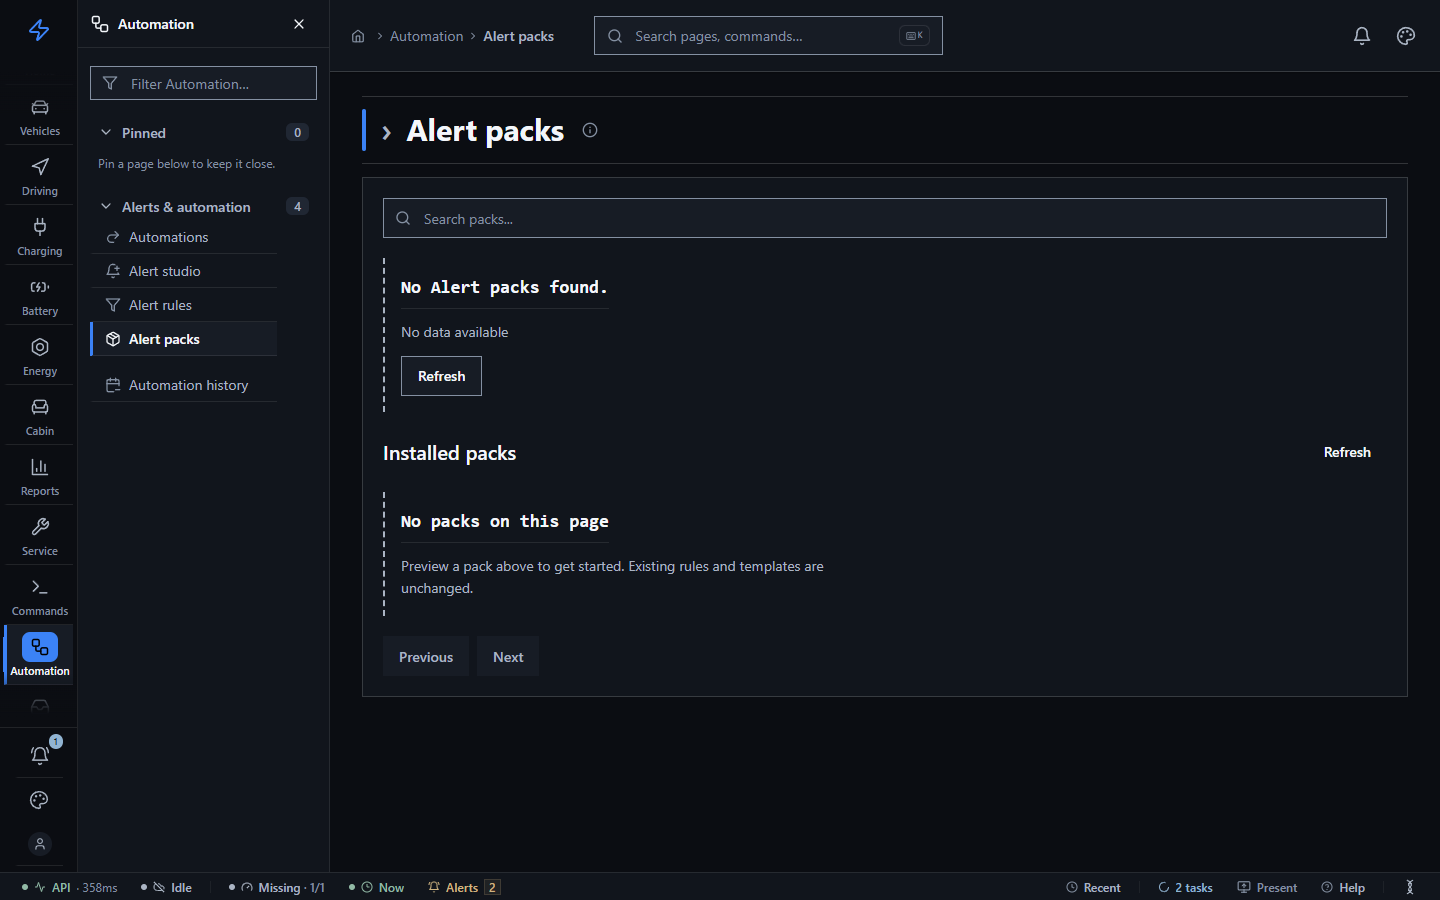 Automation
Automation
Alert packs
Search pages, commands...
K
Filter Automation...
Pinned
0
Pin a page below to keep it close.
Alerts & automation
4
Automations
Alert studio
Alert rules
Alert packs
Automation history
Vehicles
Driving
Charging
Battery
Energy
Cabin
Reports
Service
Commands
Automation
1
Alert packs
Search packs...
No Alert packs found.
No data available
Refresh
Installed packs
Refresh
No packs on this page
Preview a pack above to get started. Existing rules and templates are
unchanged.
Previous
Next
API · 358ms
Idle
Missing · 1/1
Now
Alerts 2
Recent
2 tasks
Present
Help